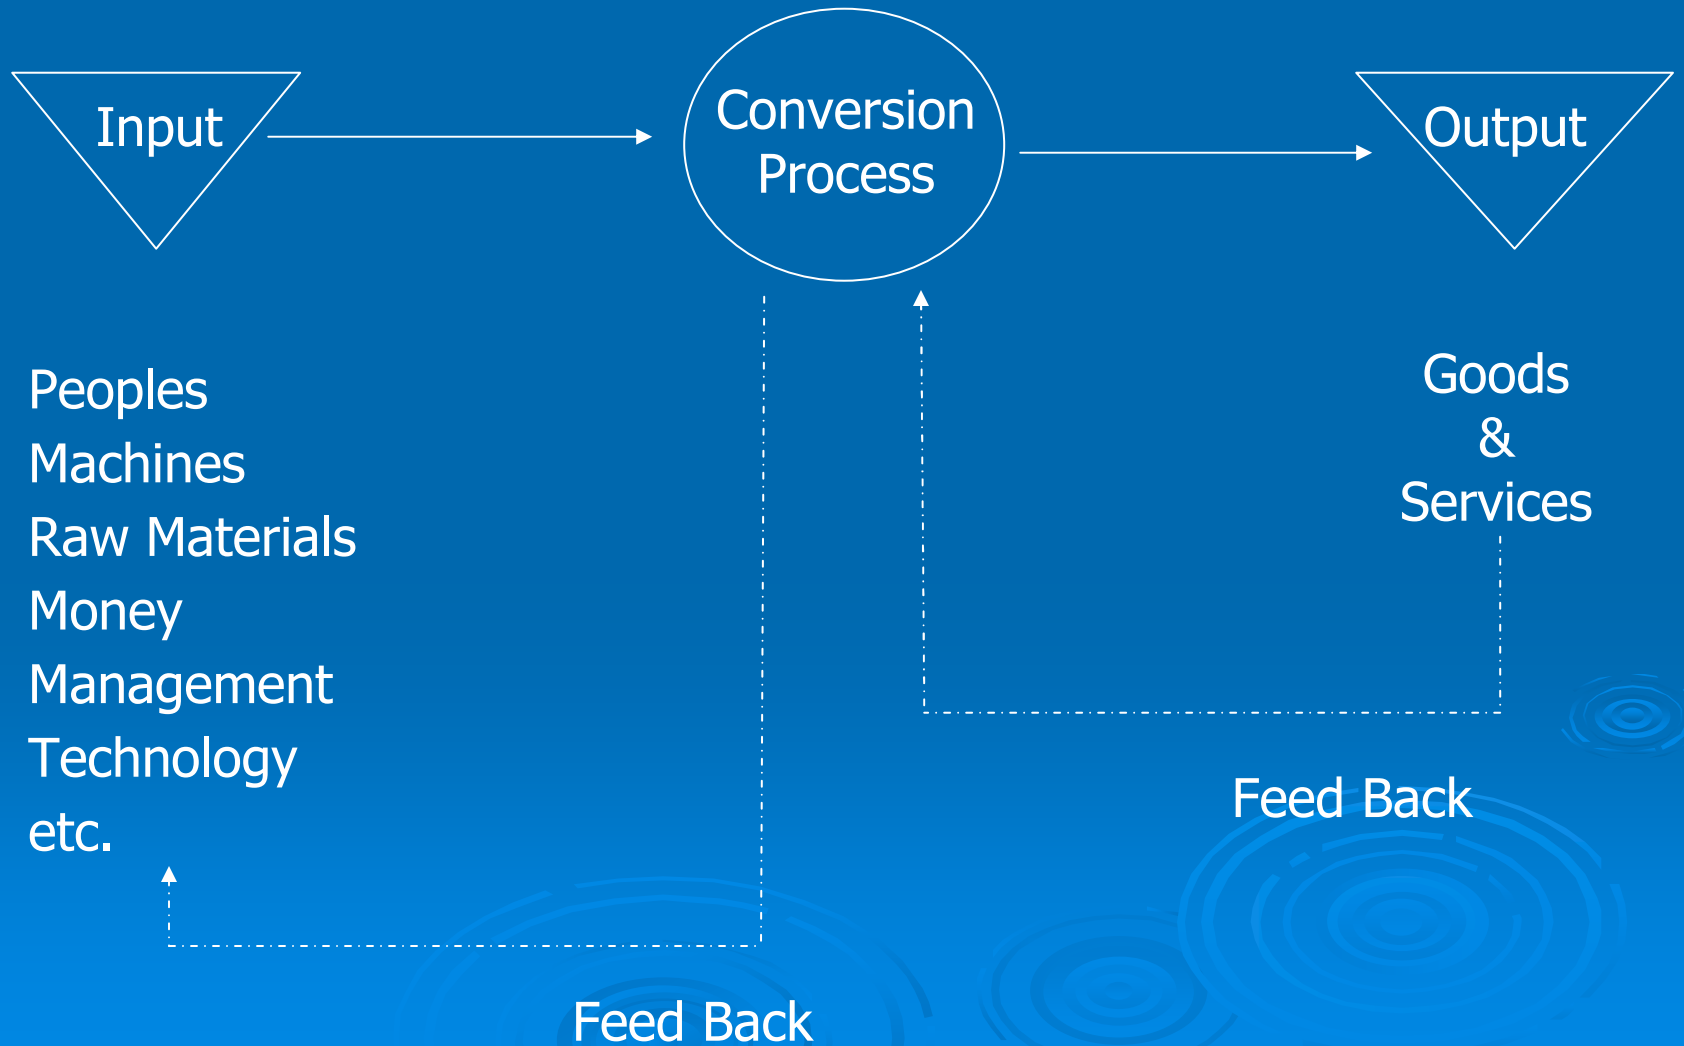 Input
Conversion
Process
Output
Peoples
Machines
Raw Materials
Money
Management
Technology
etc.
Goods
&
Services
Feed Back
Feed Back